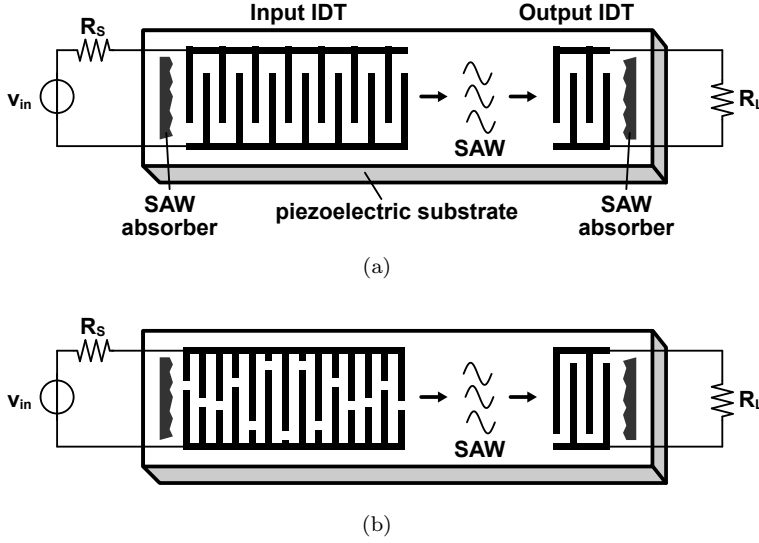 Input IDT
Output IDT
RS
vin
RL
SAW
SAW absorber
piezoelectric substrate
SAW absorber
(a)
RS
vin
RL
SAW
(b)